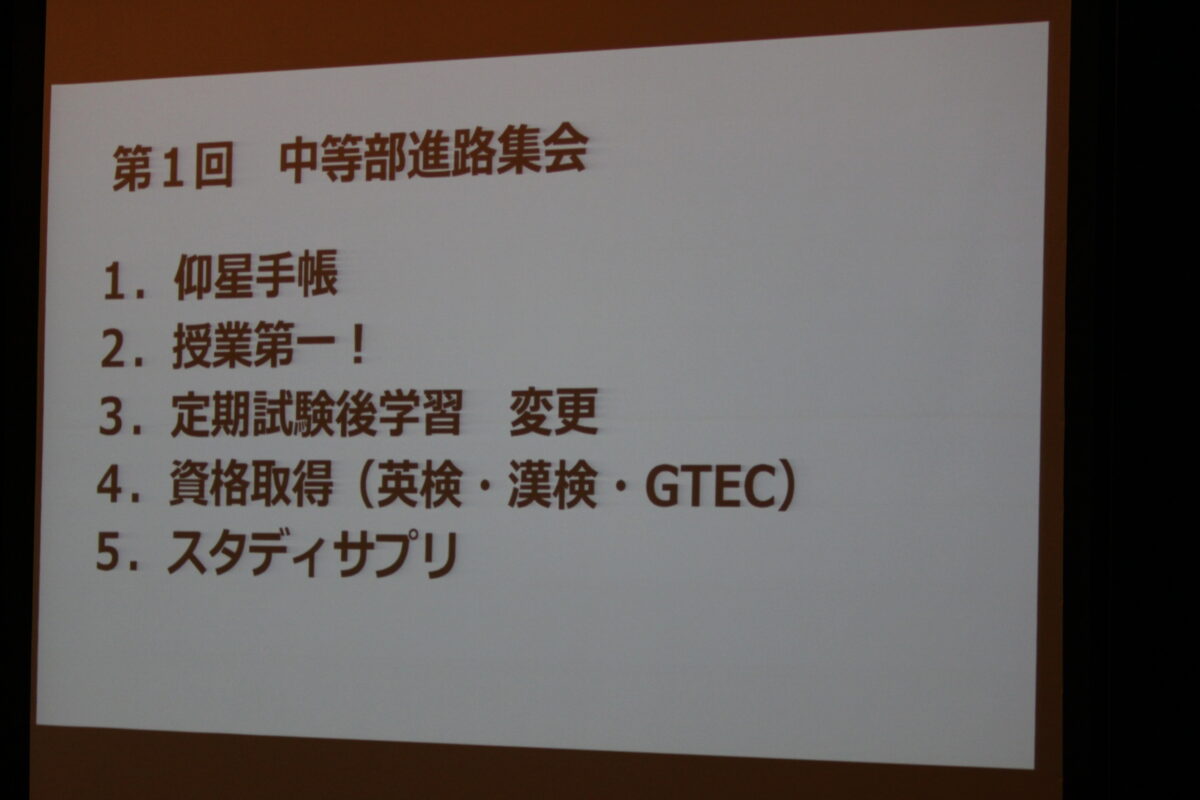 第１回　中等部進路集会
１．仰星手帳
２．授業第一！
３．定期試験後学習　変更
４．資格取得（英検・漢検・GTEC）
５．スタディサプリ